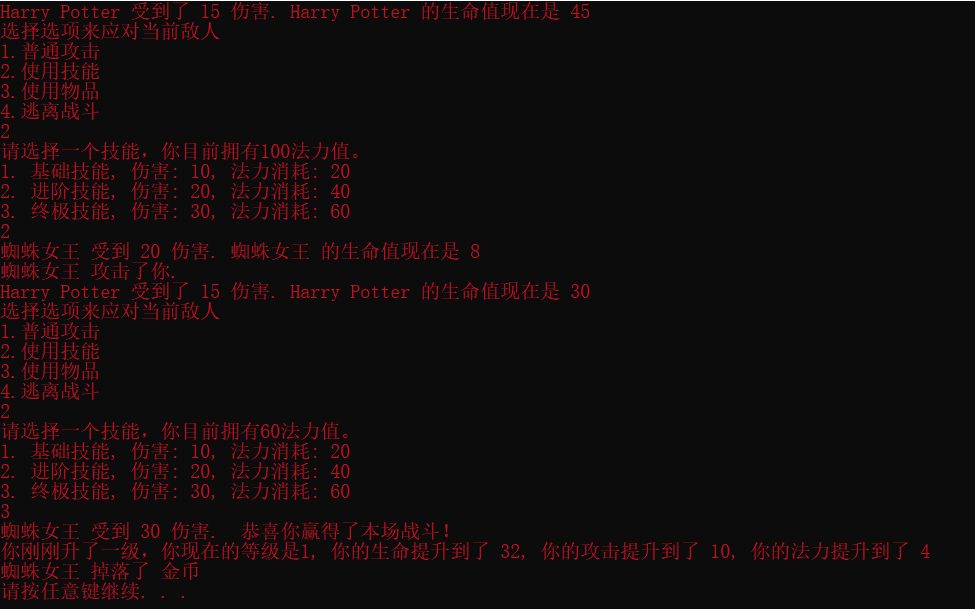 Harry Potter 受到了 15 伤害. Harry Potter 的生命值现在是 45
选择选项来应对当前敌人
1.普通攻击
2.使用技能
3.使用物品
4.逃离战斗
2
请选择一个技能，你目前拥有100法力值。
1. 基础技能, 伤害: 10, 法力消耗: 20
2. 进阶技能, 伤害: 20, 法力消耗: 40
3. 终极技能, 伤害: 30, 法力消耗: 60
2
蜘蛛女王 受到 20 伤害. 蜘蛛女王 的生命值现在是 8
蜘蛛女王 攻击了你.
Harry Potter 受到了 15 伤害. Harry Potter 的生命值现在是 30
选择选项来应对当前敌人
1.普通攻击
2.使用技能
3.使用物品
4.逃离战斗
2
请选择一个技能，你目前拥有60法力值。
1. 基础技能, 伤害: 10, 法力消耗: 20
2. 进阶技能, 伤害: 20, 法力消耗: 40
3. 终极技能, 伤害: 30, 法力消耗: 60
3
蜘蛛女王 受到 30 伤害.  恭喜你赢得了本场战斗!
你刚刚升了一级，你现在的等级是1, 你的生命提升到了 32, 你的攻击提升到了 10, 你的法力提升到了 4
蜘蛛女王 掉落了 金币
请按任意键继续. . .